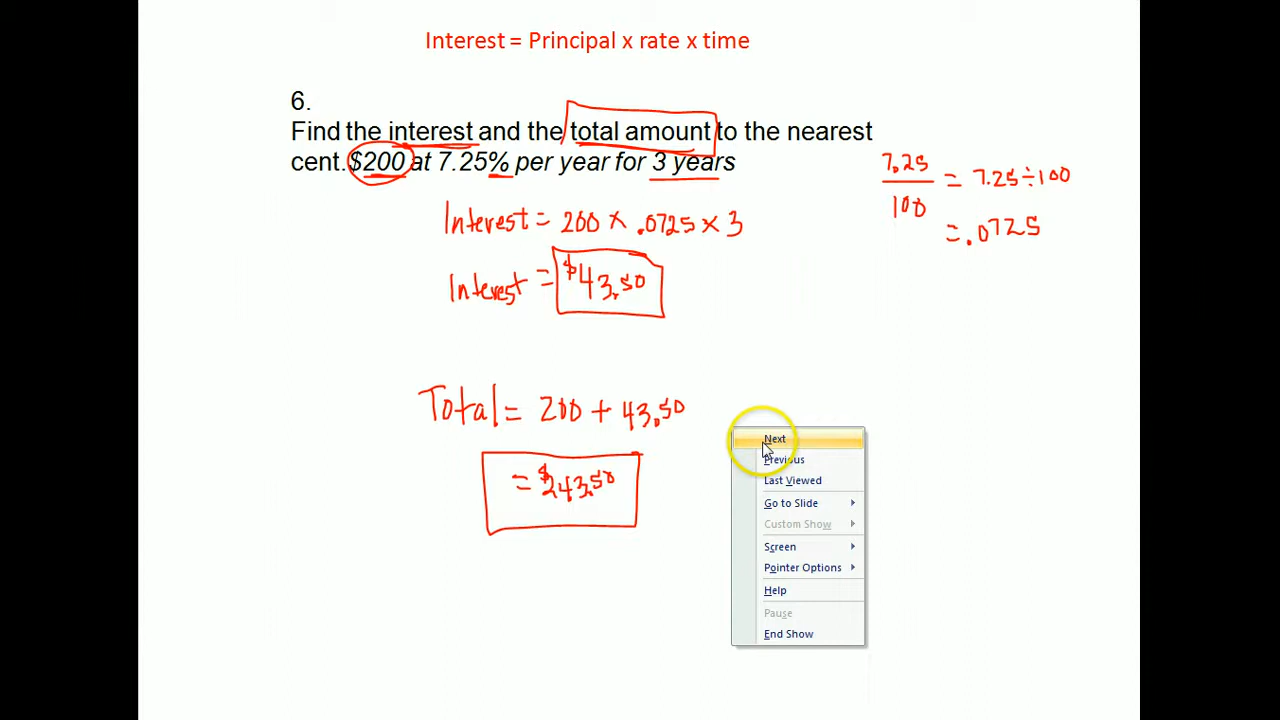 Interest = Principal x rate x time
6.
Find the interest and the total amount to the nearest
cent. $200 at 7.25% per year for 3 years
7.25
100
= 7.25 ÷ 100
= .0725
Interest = 200 × .0725 × 3
Interest = $43.50
Total = 200 + 43.50
= $243.50
Next
Previous
Last Viewed
Go to Slide
Custom Show
Screen
Pointer Options
Help
Pause
End Show